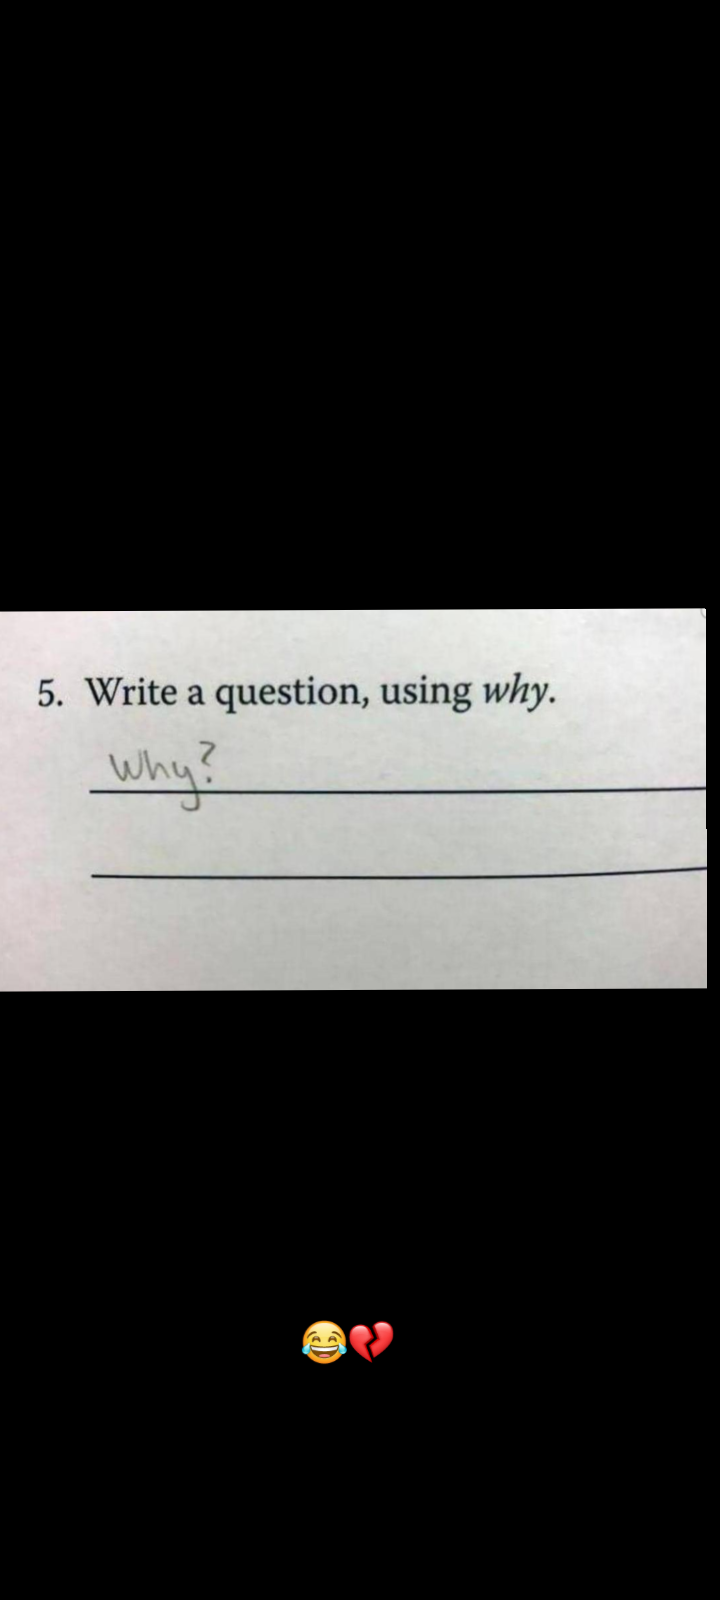 5. Write a question, using why.
Why?
😂💔